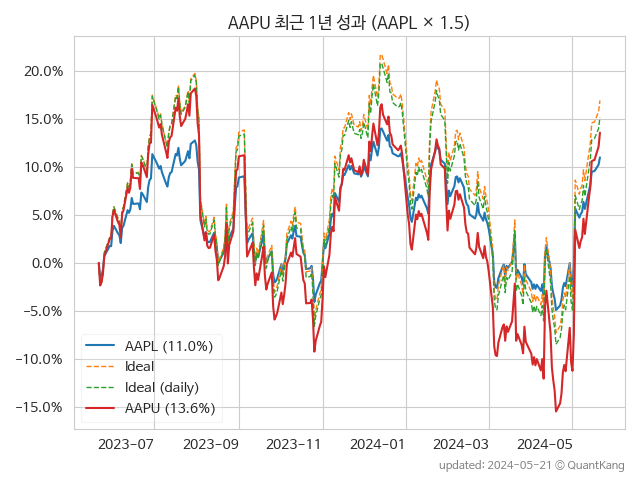 AAPU 최근 1년 성과 (AAPL × 1.5)
20.0%
15.0%
10.0%
5.0%
0.0%
−5.0%
−10.0%
−15.0%
AAPL (11.0%)
Ideal
Ideal (daily)
AAPU (13.6%)
2023-07
2023-09
2023-11
2024-01
2024-03
2024-05
updated: 2024-05-21 ⓒ QuantKang